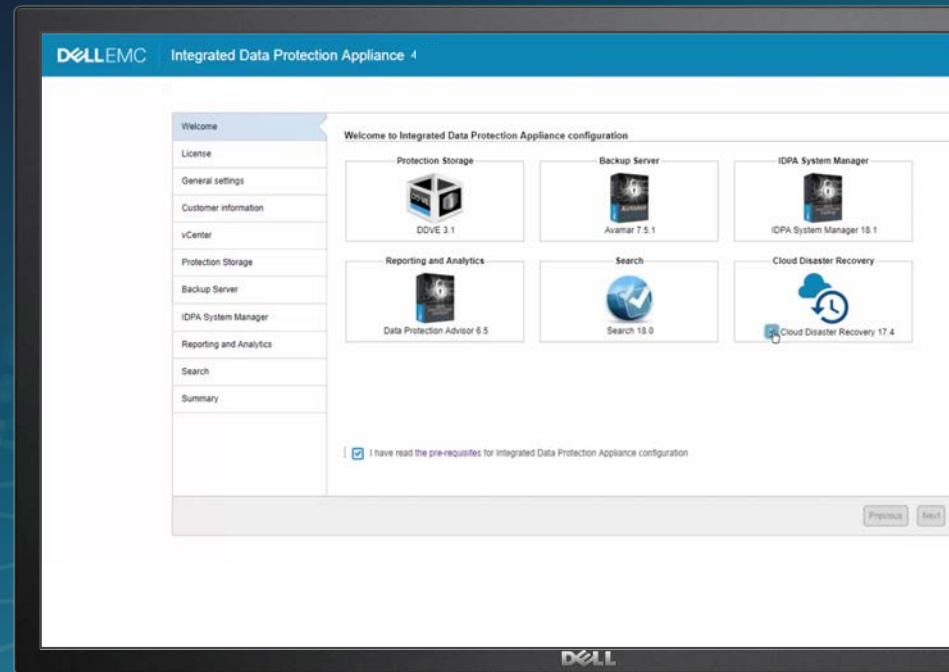 DELLEMC Integrated Data Protection Appliance 4
Welcome
License
General settings
Customer information
vCenter
Protection Storage
Backup Server
IDPA System Manager
Reporting and Analytics
Search
Summary
Welcome to Integrated Data Protection Appliance configuration
Protection Storage
DDVE 3.1
Backup Server
Avamar 7.5.1
IDPA System Manager
IDPA System Manager 18.1
Reporting and Analytics
Data Protection Advisor 6.5
Search
Search 18.0
Cloud Disaster Recovery
Cloud Disaster Recovery 17.4
I have read the pre-requisites for Integrated Data Protection Appliance configuration
Previous Next
DELL